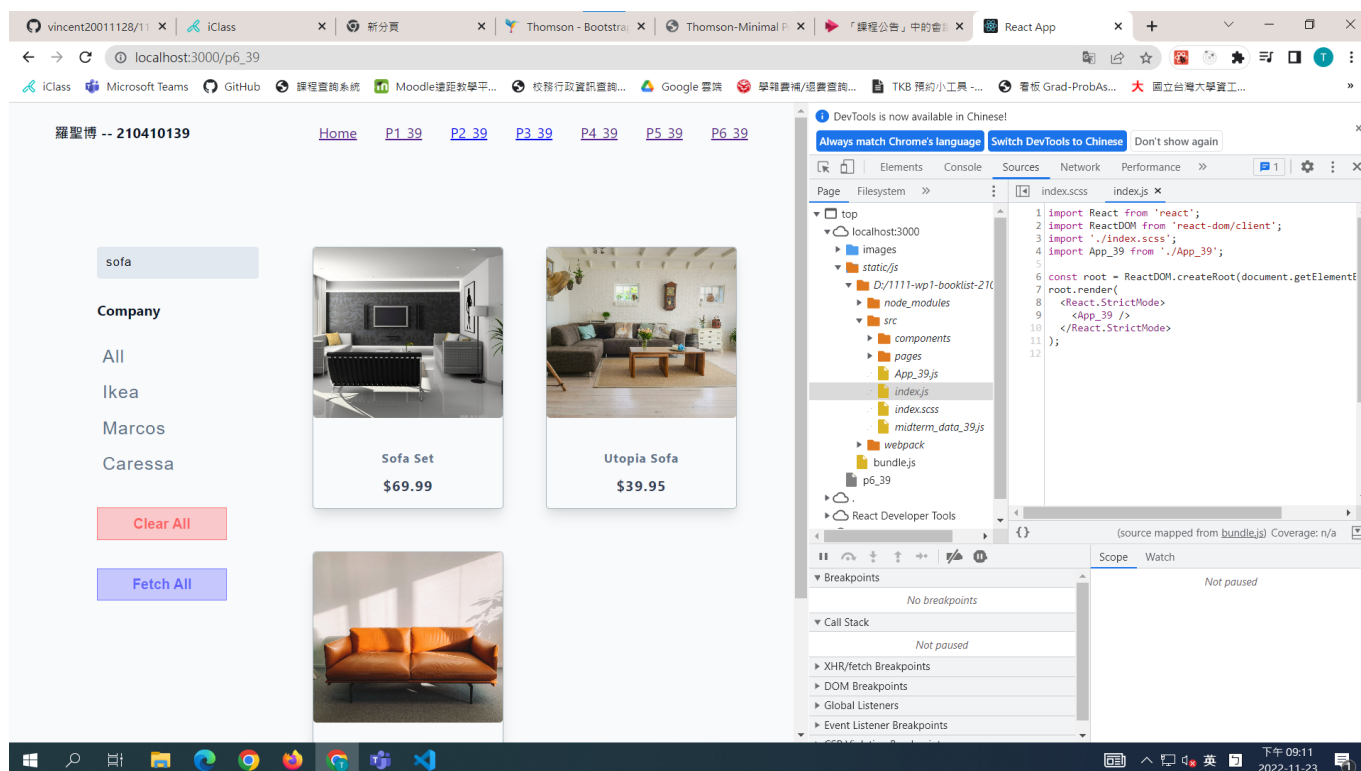 vincent20011128/11
iClass
新分頁
Thomson - Bootstrap
Thomson-Minimal P
「課程公告」中的會
React App
localhost:3000/p6_39
iClass
Microsoft Teams
GitHub
課程查詢系統
Moodle遠距教學平...
校務行政資訊查詢...
Google 雲端
學雜費補/退費查詢...
TKB 預約小工具 -...
看板 Grad-ProbAs...
國立台灣大學資工...
»
羅聖博 -- 210410139
Home
P1_39
P2_39
P3_39
P4_39
P5_39
P6_39
sofa
Company
All
Ikea
Marcos
Caressa
Clear All
Fetch All
Sofa Set
$69.99
Utopia Sofa
$39.95
DevTools is now available in Chinese!
Always match Chrome's language
Switch DevTools to Chinese
Don't show again
Elements
Console
Sources
Network
Performance
»
1
Page
Filesystem
»
index.scss
index.js
top
localhost:3000
images
static/js
D:/1111-wp1-booklist-210
node_modules
src
components
pages
App_39.js
index.js
index.scss
midterm_data_39.js
webpack
bundle.js
p6_39
.
React Developer Tools
1 import React from 'react';
2 import ReactDOM from 'react-dom/client';
3 import './index.scss';
4 import App_39 from './App_39';
5
6 const root = ReactDOM.createRoot(document.getElementB
7 root.render(
8 <React.StrictMode>
9 <App_39 />
10 </React.StrictMode>
11 );
12
{}
(source mapped from bundle.js)
Coverage: n/a
Scope
Watch
Breakpoints
No breakpoints
Call Stack
Not paused
XHR/fetch Breakpoints
DOM Breakpoints
Global Listeners
Event Listener Breakpoints
Not paused
英
下午 09:11
2022-11-23
1